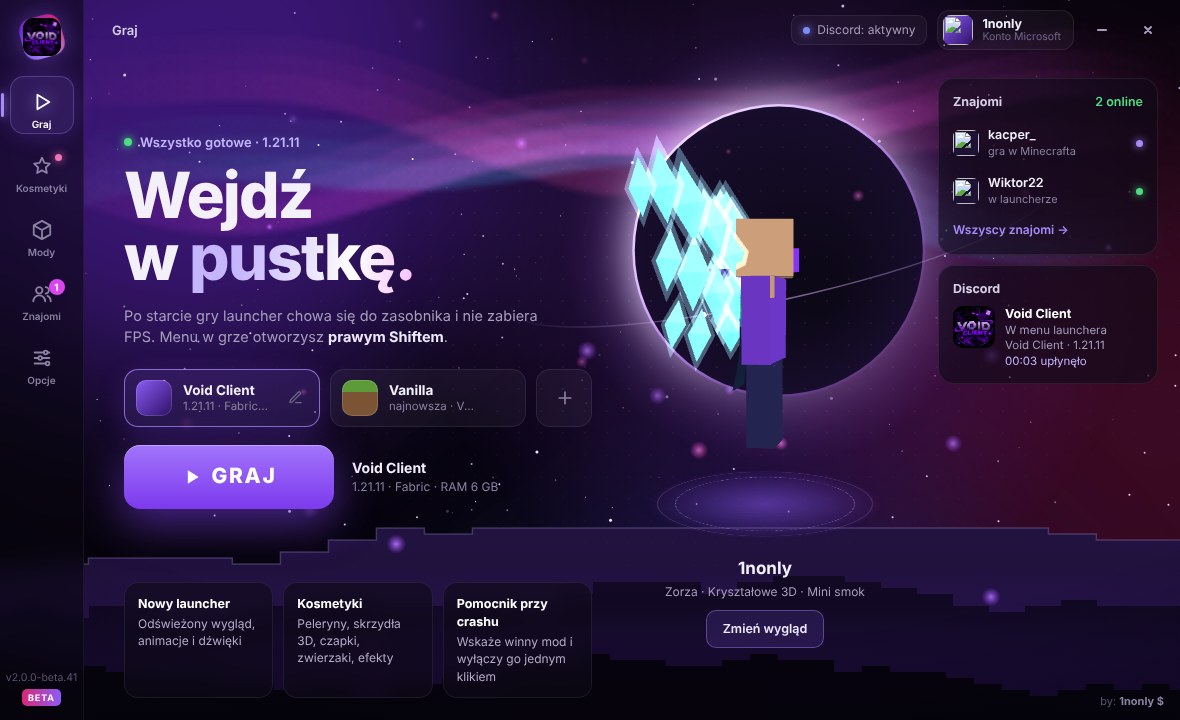 VOID
CLIENT
Graj
Discord: aktywny
1nonly
Konto Microsoft
Graj
Kosmetyki
Mody
1
Znajomi
Opcje
v2.0.0-beta.41
BETA
Wszystko gotowe · 1.21.11
Wejdź
w pustkę.
Po starcie gry launcher chowa się do zasobnika i nie zabiera
FPS. Menu w grze otworzysz prawym Shiftem.
Void Client
1.21.11 · Fabric...
Vanilla
najnowsza · V...
+
GRAJ
Void Client
1.21.11 · Fabric · RAM 6 GB
Nowy launcher
Odświeżony wygląd,
animacje i dźwięki
Kosmetyki
Peleryny, skrzydła
3D, czapki,
zwierzaki, efekty
Pomocnik przy
crashu
Wskaże winny mod i
wyłączy go jednym
klikiem
1nonly
Zorza · Kryształowe 3D · Mini smok
Zmień wygląd
Znajomi
2 online
kacper_
gra w Minecrafta
Wiktor22
w launcherze
Wszyscy znajomi →
Discord
VOID
CLIENT
Void Client
W menu launchera
Void Client · 1.21.11
00:03 upłynęło
by: 1nonly $